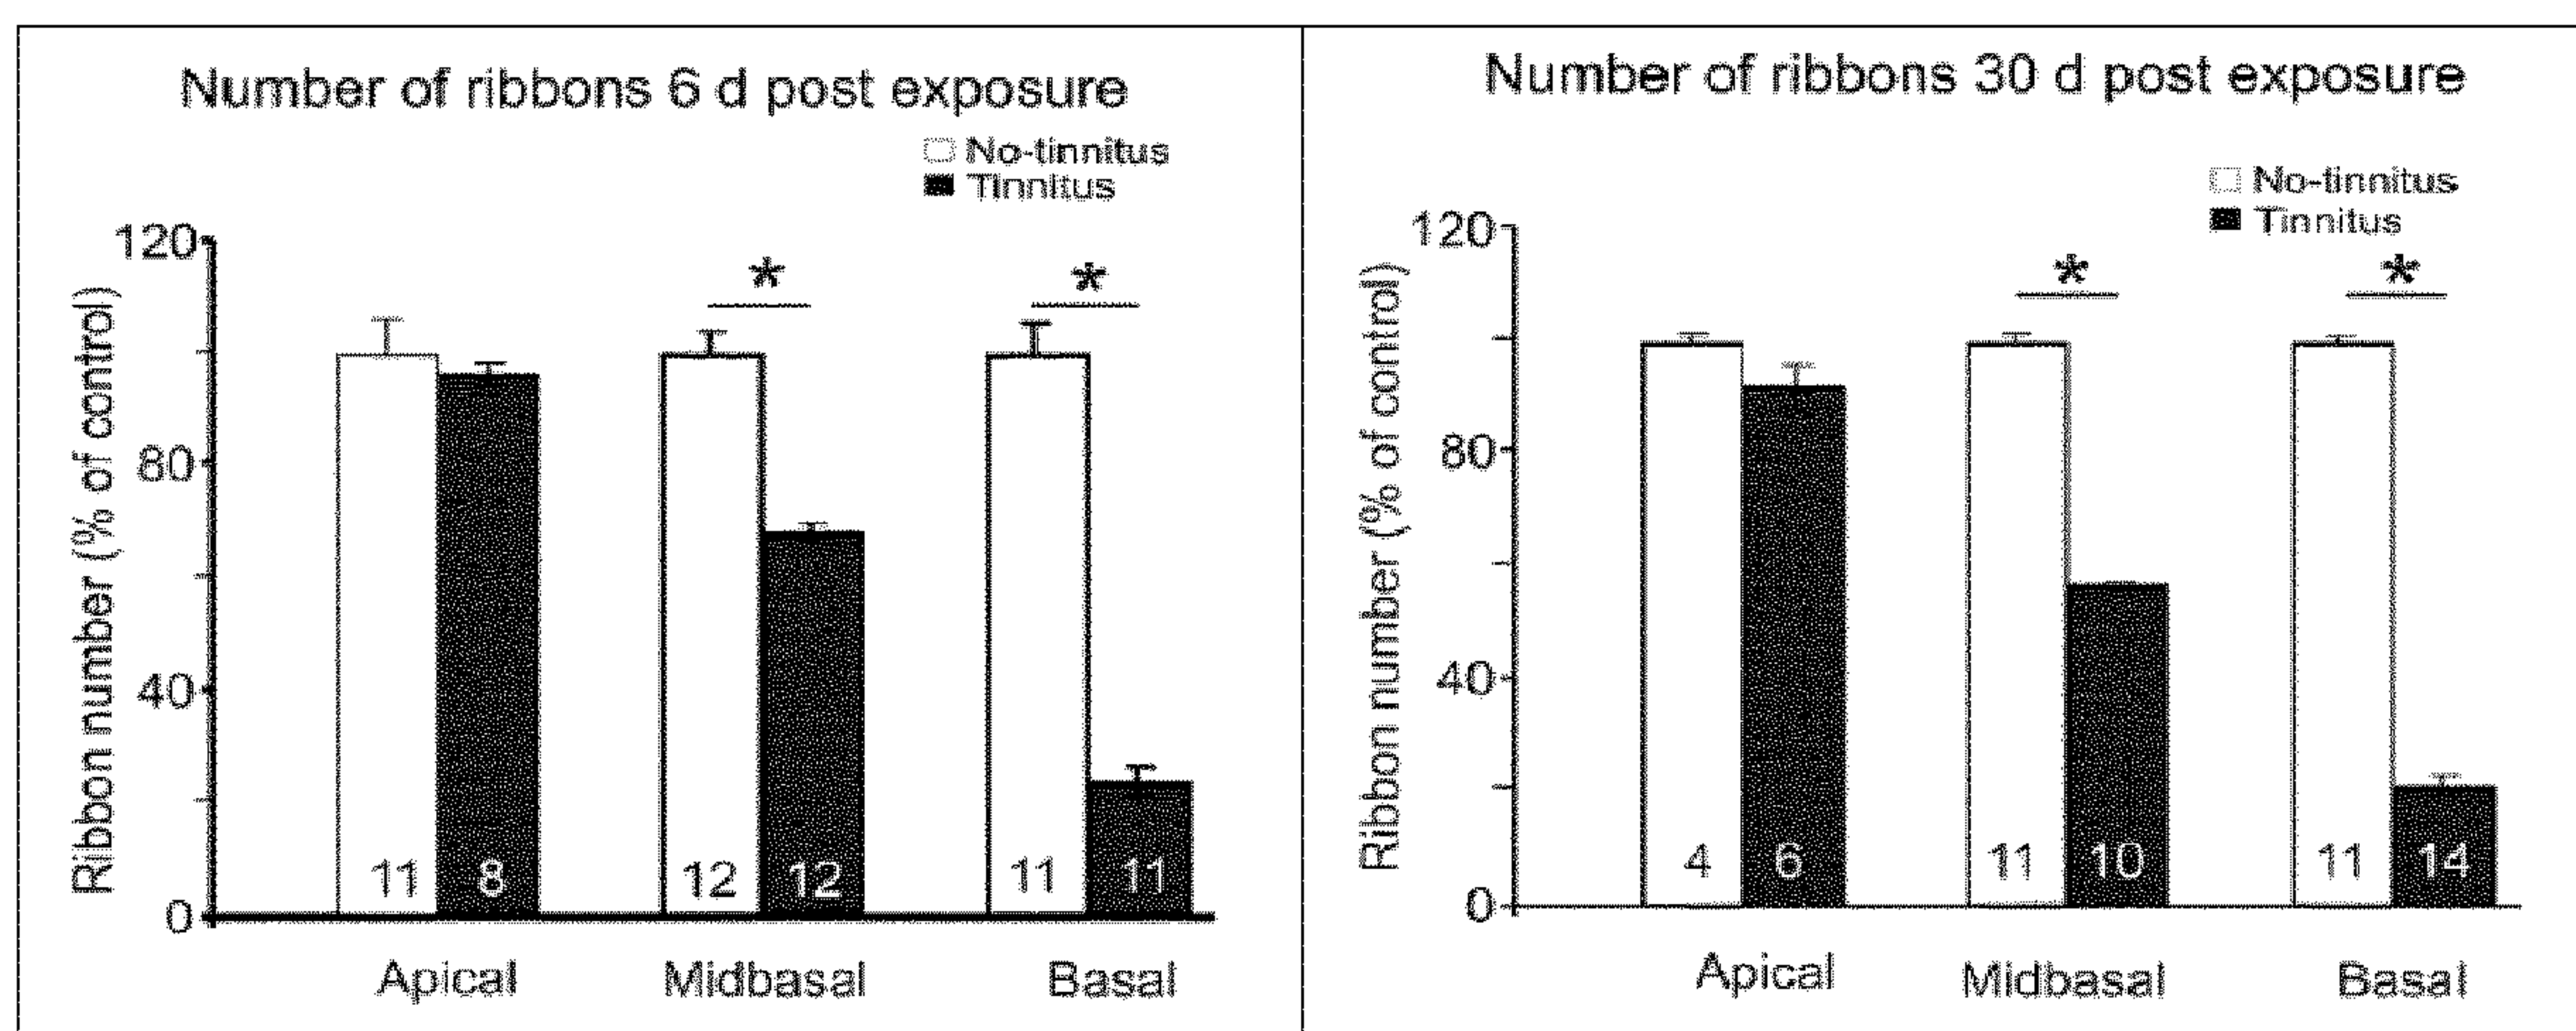 Number of ribbons 6 d post exposure
No-tinnitus
Tinnitus
Ribbon number (% of control)
120
80
40
0
*
*
11 8 12 12 11 11
Apical Midbasal Basal
Number of ribbons 30 d post exposure
No-tinnitus
Tinnitus
Ribbon number (% of control)
120
80
40
0
*
*
4 6 11 10 11 14
Apical Midbasal Basal